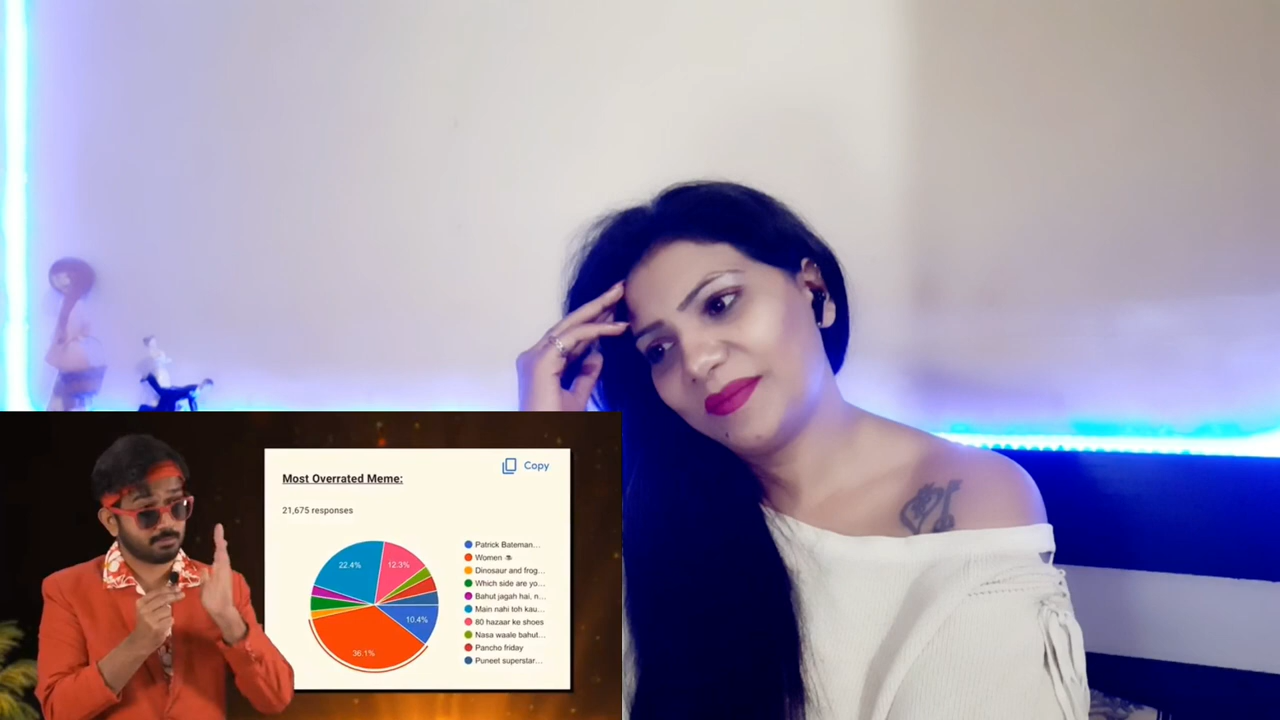 Copy
Most Overrated Meme:
21,675 responses
22.4%
12.3%
10.4%
36.1%
Patrick Bateman...
Women ☕
Dinosaur and frog...
Which side are yo...
Bahut jagah hai, n...
Main nahi toh kau...
80 hazaar ke shoes
Nasa waale bahut...
Pancho friday
Puneet superstar...